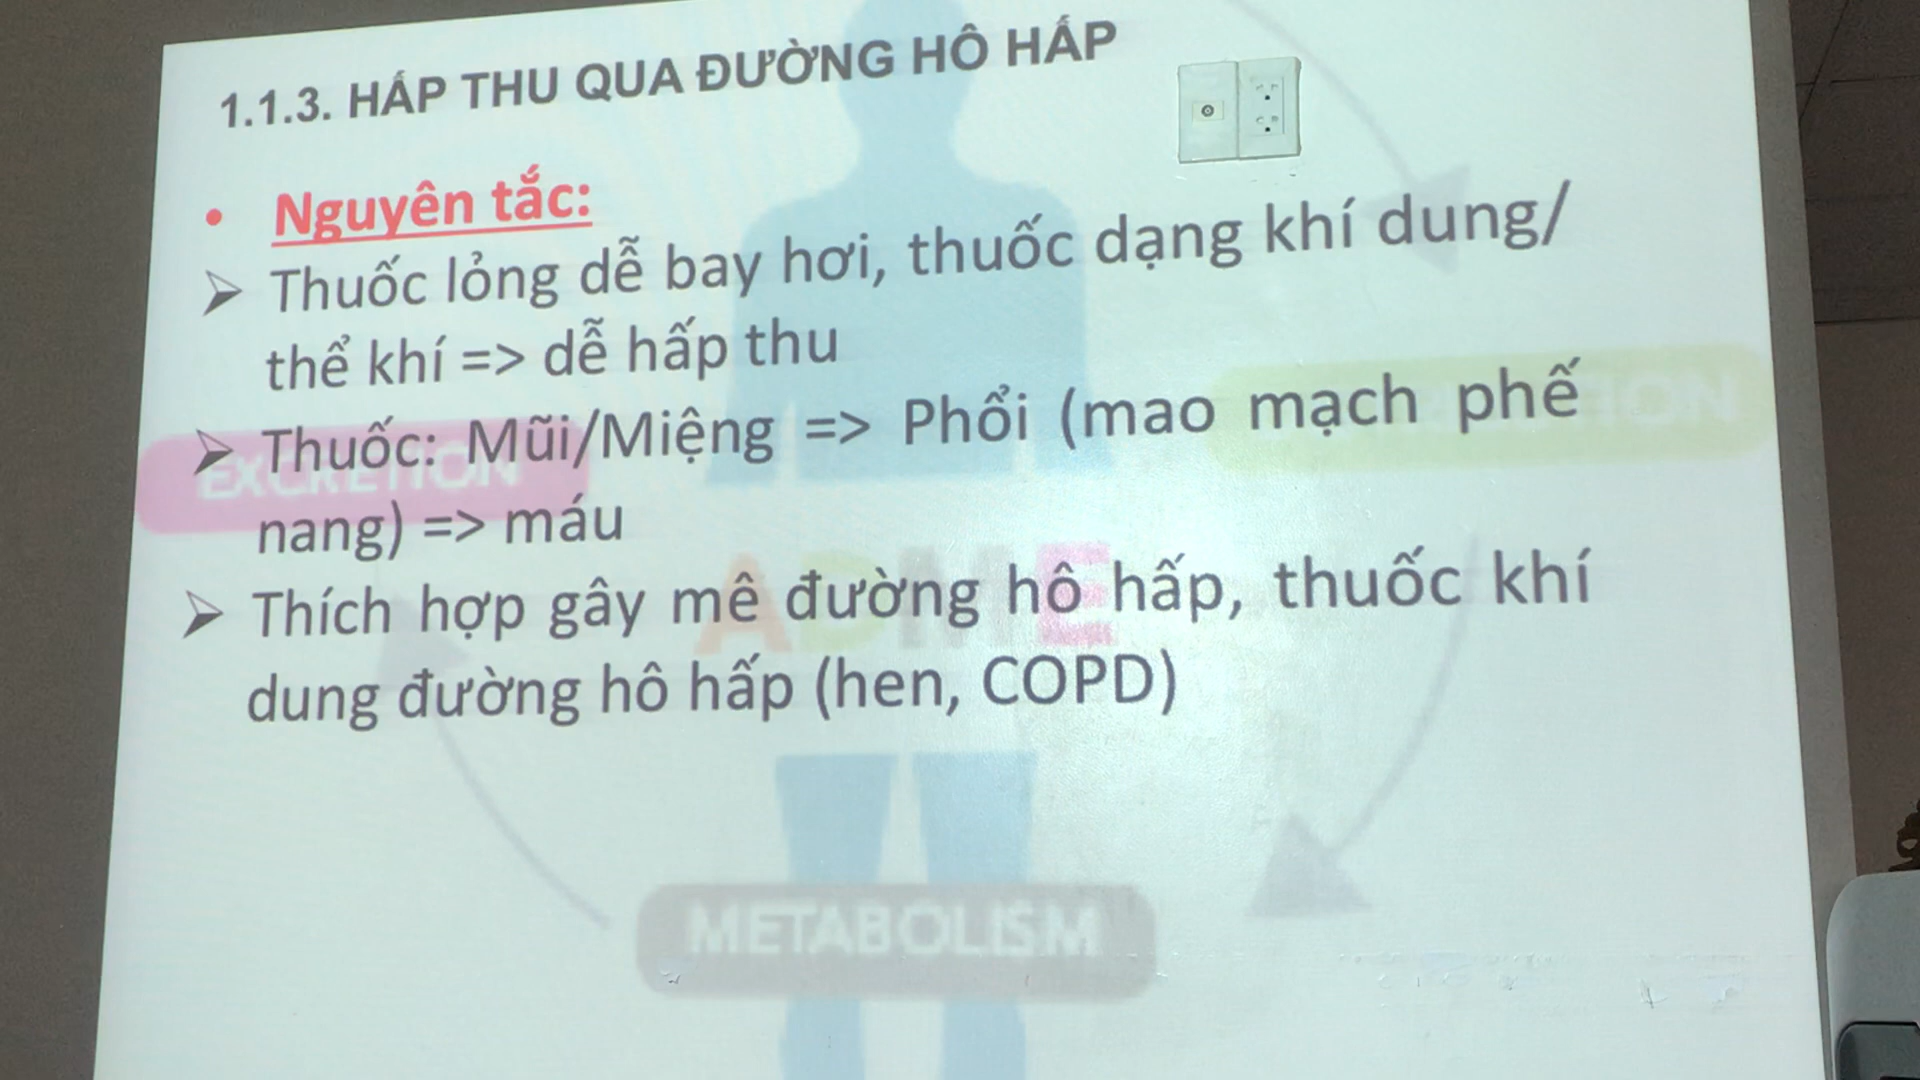 1.1.3. HẤP THU QUA ĐƯỜNG HÔ HẤP
• Nguyên tắc:
➢ Thuốc lỏng dễ bay hơi, thuốc dạng khí dung/
thể khí => dễ hấp thu
➢ Thuốc: Mũi/Miệng => Phổi (mao mạch phế
nang) => máu
EXCRETION
➢ Thích hợp gây mê đường hô hấp, thuốc khí
dung đường hô hấp (hen, COPD)
ADME
METABOLISM